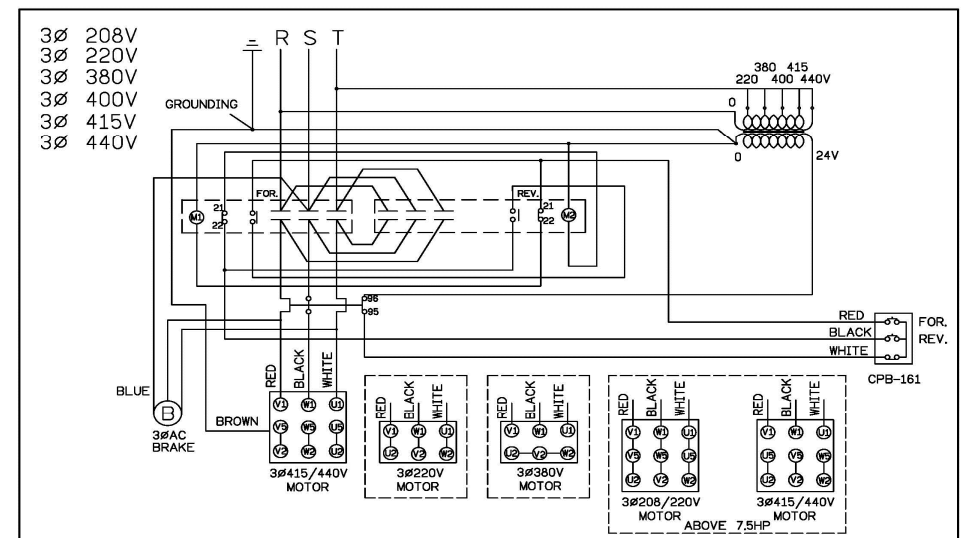 3Ø 208V
3Ø 220V
3Ø 380V
3Ø 400V
3Ø 415V
3Ø 440V
R S T
GROUNDING
380 415
220 400 440V
0
0
24V
FOR.
REV.
M1
21
22
21
22
M2
96
95
RED
BLACK
WHITE
FOR.
REV.
CPB-161
BLUE
B
3ØAC
BRAKE
BROWN
RED
BLACK
WHITE
V1 W1 U1
V5 W5 U5
V2 W2 U2
3Ø415/440V
MOTOR
RED
BLACK
WHITE
V1 W1 U1
U2 V2 W2
3Ø220V
MOTOR
RED
BLACK
WHITE
V1 W1 U1
U2 V2 W2
3Ø380V
MOTOR
RED
BLACK
WHITE
V1 W1 U1
V5 W5 U5
U2 V2 W2
3Ø208/220V
MOTOR
RED
BLACK
WHITE
V1 W1 U1
U5 V5 W5
U2 V2 W2
3Ø415/440V
MOTOR
ABOVE 7.5HP